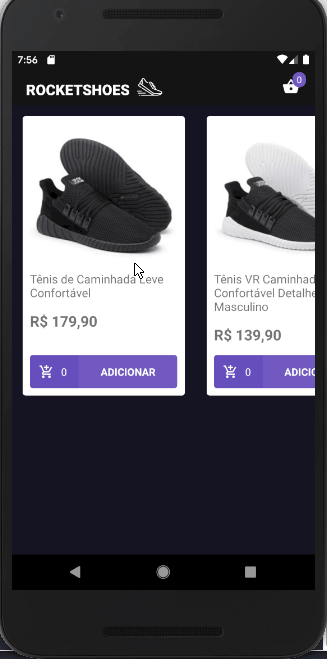 7:56
ROCKETSHOES
0
Tênis de Caminhada Leve
Confortável
R$ 179,90
0 ADICIONAR
Tênis VR Caminhad
Confortável Detalhe
Masculino
R$ 139,90
0 ADICIO